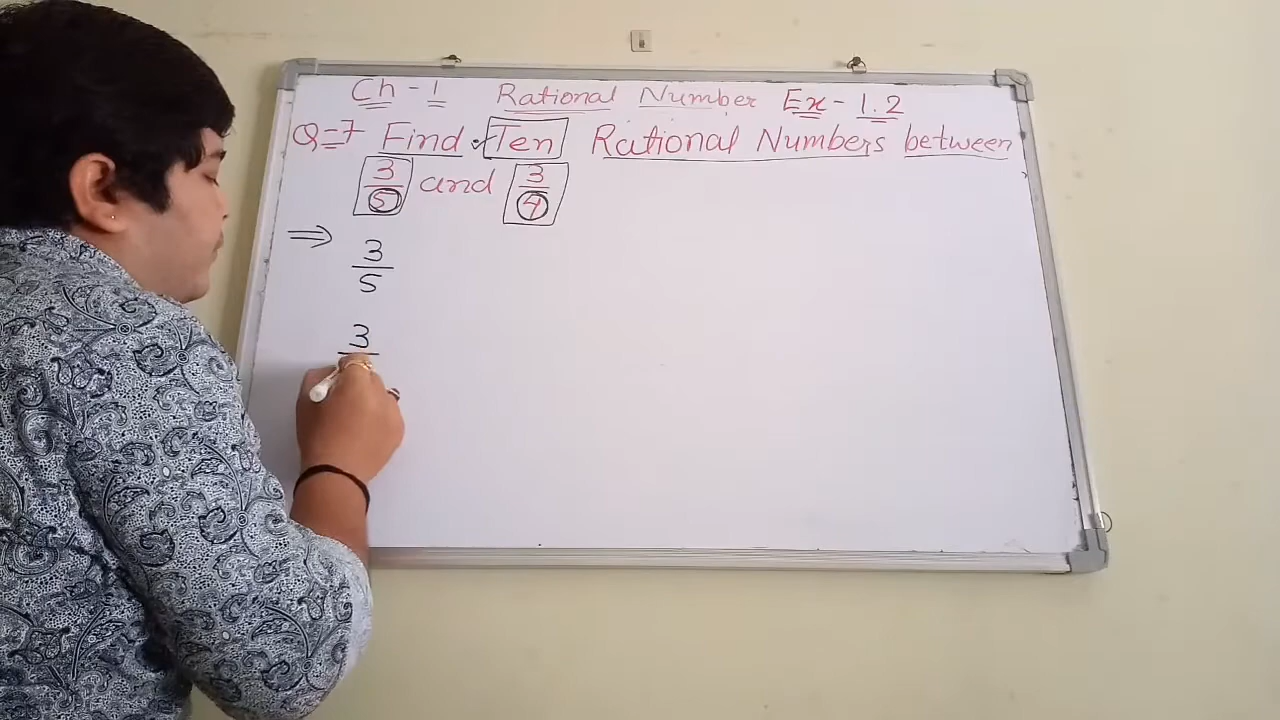 Ch - 1 Rational Number Ex - 1.2
Q=7 Find Ten Rational Numbers between
3/5 and 3/4
⇒ 3/5
3